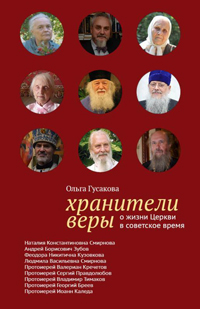 Ольга Гусакова
хранители
веры
о жизни Церкви
в советское время
Наталия Константиновна Смирнова
Андрей Борисович Зубов
Феодора Никитична Кузовкова
Людмила Васильевна Смирнова
Протоиерей Валериан Кречетов
Протоиерей Сергий Правдолюбов
Протоиерей Владимир Тимаков
Протоиерей Георгий Бреев
Протоиерей Иоанн Каледа